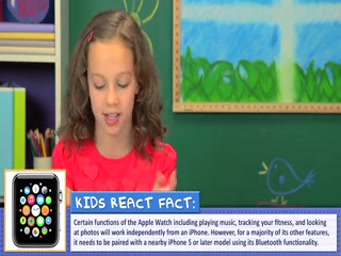 KIDS REACT FACT:
Certain functions of the Apple Watch including playing music, tracking your fitness, and looking
at photos will work independently from an iPhone. However, for a majority of its other features,
it needs to be paired with a nearby iPhone 5 or later model using its Bluetooth functionality.